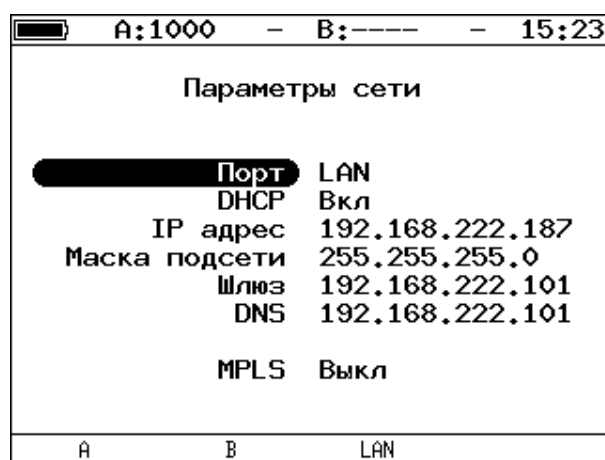 A:1000 – B:---- – 15:23
Параметры сети
Порт LAN
DHCP Вкл
IP адрес 192.168.222.187
Маска подсети 255.255.255.0
Шлюз 192.168.222.101
DNS 192.168.222.101
MPLS Выкл
A B LAN